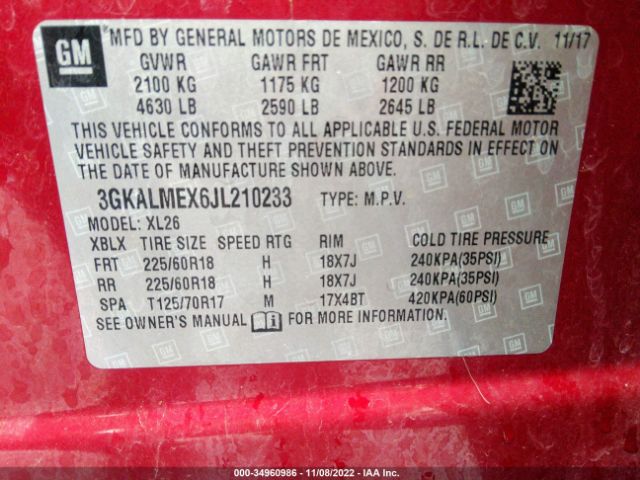 GM
MFD BY GENERAL MOTORS DE MEXICO, S. DE R.L. DE C.V. 11/17
GVWR GAWR FRT GAWR RR
2100 KG 1175 KG 1200 KG
4630 LB 2590 LB 2645 LB
THIS VEHICLE CONFORMS TO ALL APPLICABLE U.S. FEDERAL MOTOR
VEHICLE SAFETY AND THEFT PREVENTION STANDARDS IN EFFECT ON
THE DATE OF MANUFACTURE SHOWN ABOVE.
3GKALMEX6JL210233 TYPE: M.P.V.
MODEL: XL26
XBLX TIRE SIZE SPEED RTG RIM COLD TIRE PRESSURE
FRT 225/60R18 H 18X7J 240KPA(35PSI)
RR 225/60R18 H 18X7J 240KPA(35PSI)
SPA T125/70R17 M 17X4BT 420KPA(60PSI)
SEE OWNER'S MANUAL FOR MORE INFORMATION.
000-34960986 - 11/08/2022 - IAA Inc.